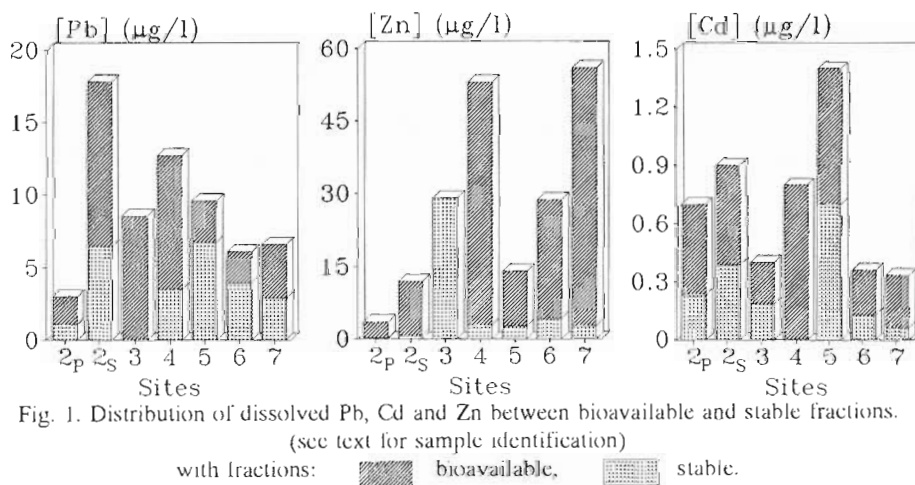 [Pb] (µg/l) [Zn] (µg/l) [Cd] (µg/l)
20 15 10 5 0
2P 2S 3 4 5 6 7
Sites
60 45 30 15 0
2P 2S 3 4 5 6 7
Sites
1.5 1.2 0.9 0.6 0.3 0
2P 2S 3 4 5 6 7
Sites
Fig. 1. Distribution of dissolved Pb, Cd and Zn between bioavailable and stable fractions.
(see text for sample identification)
with fractions: bioavailable, stable.